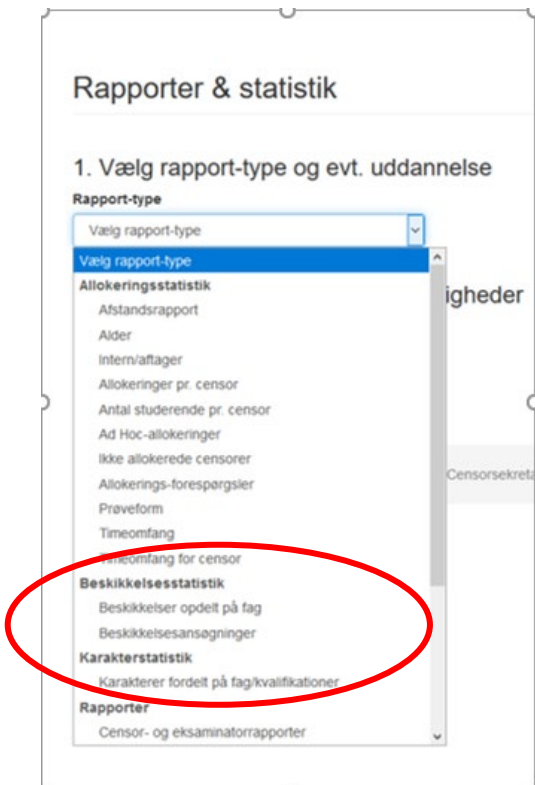 Rapporter & statistik
1. Vælg rapport-type og evt. uddannelse
Rapport-type
Vælg rapport-type
Vælg rapport-type
Allokeringsstatistik
igheder
Afstandsrapport
Alder
Intern/aftager
Allokeringer pr. censor
Antal studerende pr. censor
Ad Hoc-allokeringer
Ikke allokerede censorer
Censorsekreta
Allokerings-forespørgsler
Prøveform
Timeomfang
Timeomfang for censor
Beskikkelsesstatistik
Beskikkelser opdelt på fag
Beskikkelsesansøgninger
Karakterstatistik
Karakterer fordelt på fag/kvalifikationer
Rapporter
Censor- og eksaminatorrapporter